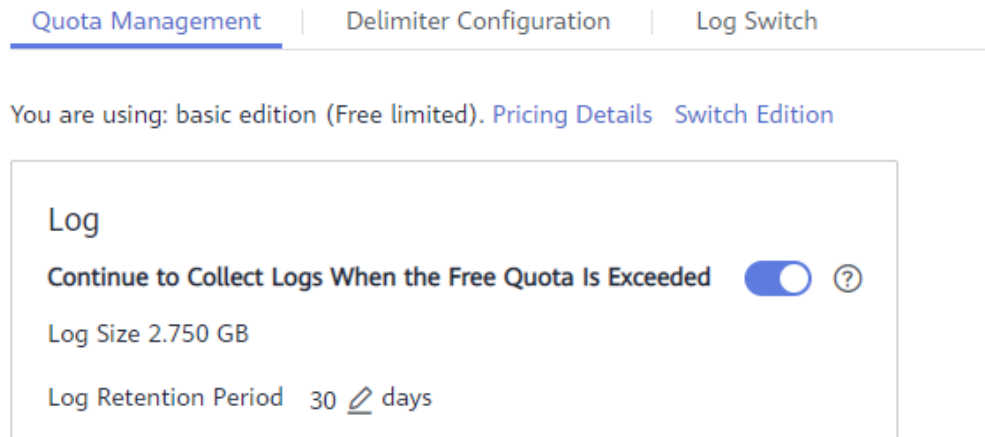 Quota Management Delimiter Configuration Log Switch
You are using: basic edition (Free limited). Pricing Details Switch Edition
Log
Continue to Collect Logs When the Free Quota Is Exceeded ?
Log Size 2.750 GB
Log Retention Period 30 days